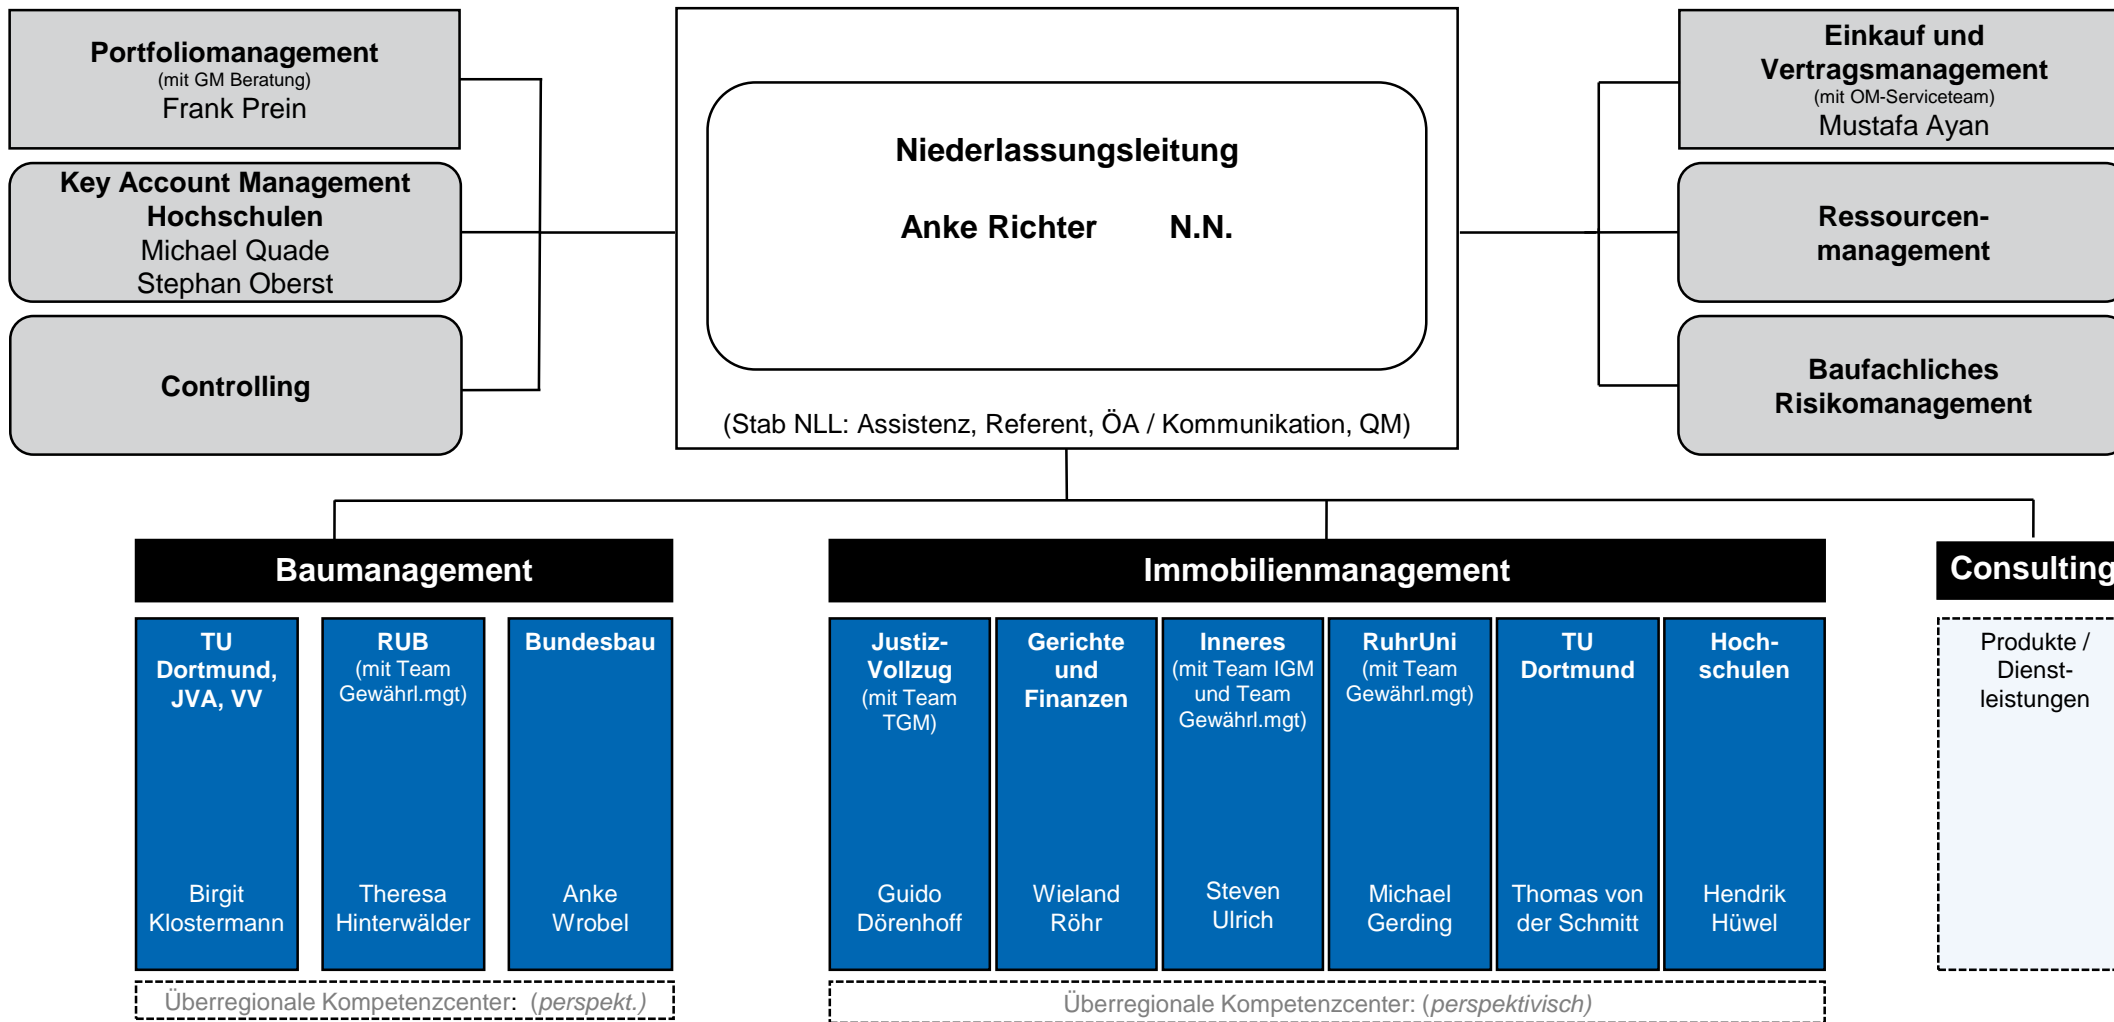 Portfoliomanagement
(mit GM Beratung)
Frank Prein
Key Account Management
Hochschulen
Michael Quade
Stephan Oberst
Controlling
Niederlassungsleitung
Anke Richter N.N.
(Stab NLL: Assistenz, Referent, ÖA / Kommunikation, QM)
Einkauf und
Vertragsmanagement
(mit OM-Serviceteam)
Mustafa Ayan
Ressourcen-
management
Baufachliches
Risikomanagement
Baumanagement
TU
Dortmund,
JVA, VV
Birgit
Klostermann
RUB
(mit Team
Gewährl.mgt)
Theresa
Hinterwälder
Bundesbau
Anke
Wrobel
Überregionale Kompetenzcenter: (perspekt.)
Immobilienmanagement
Justiz-
Vollzug
(mit Team
TGM)
Guido
Dörenhoff
Gerichte
und
Finanzen
Wieland
Röhr
Inneres
(mit Team IGM
und Team
Gewährl.mgt)
Steven
Ulrich
RuhrUni
(mit Team
Gewährl.mgt)
Michael
Gerding
TU
Dortmund
Thomas von
der Schmitt
Hoch-
schulen
Hendrik
Hüwel
Überregionale Kompetenzcenter: (perspektivisch)
Consulting
Produkte /
Dienst-
leistungen